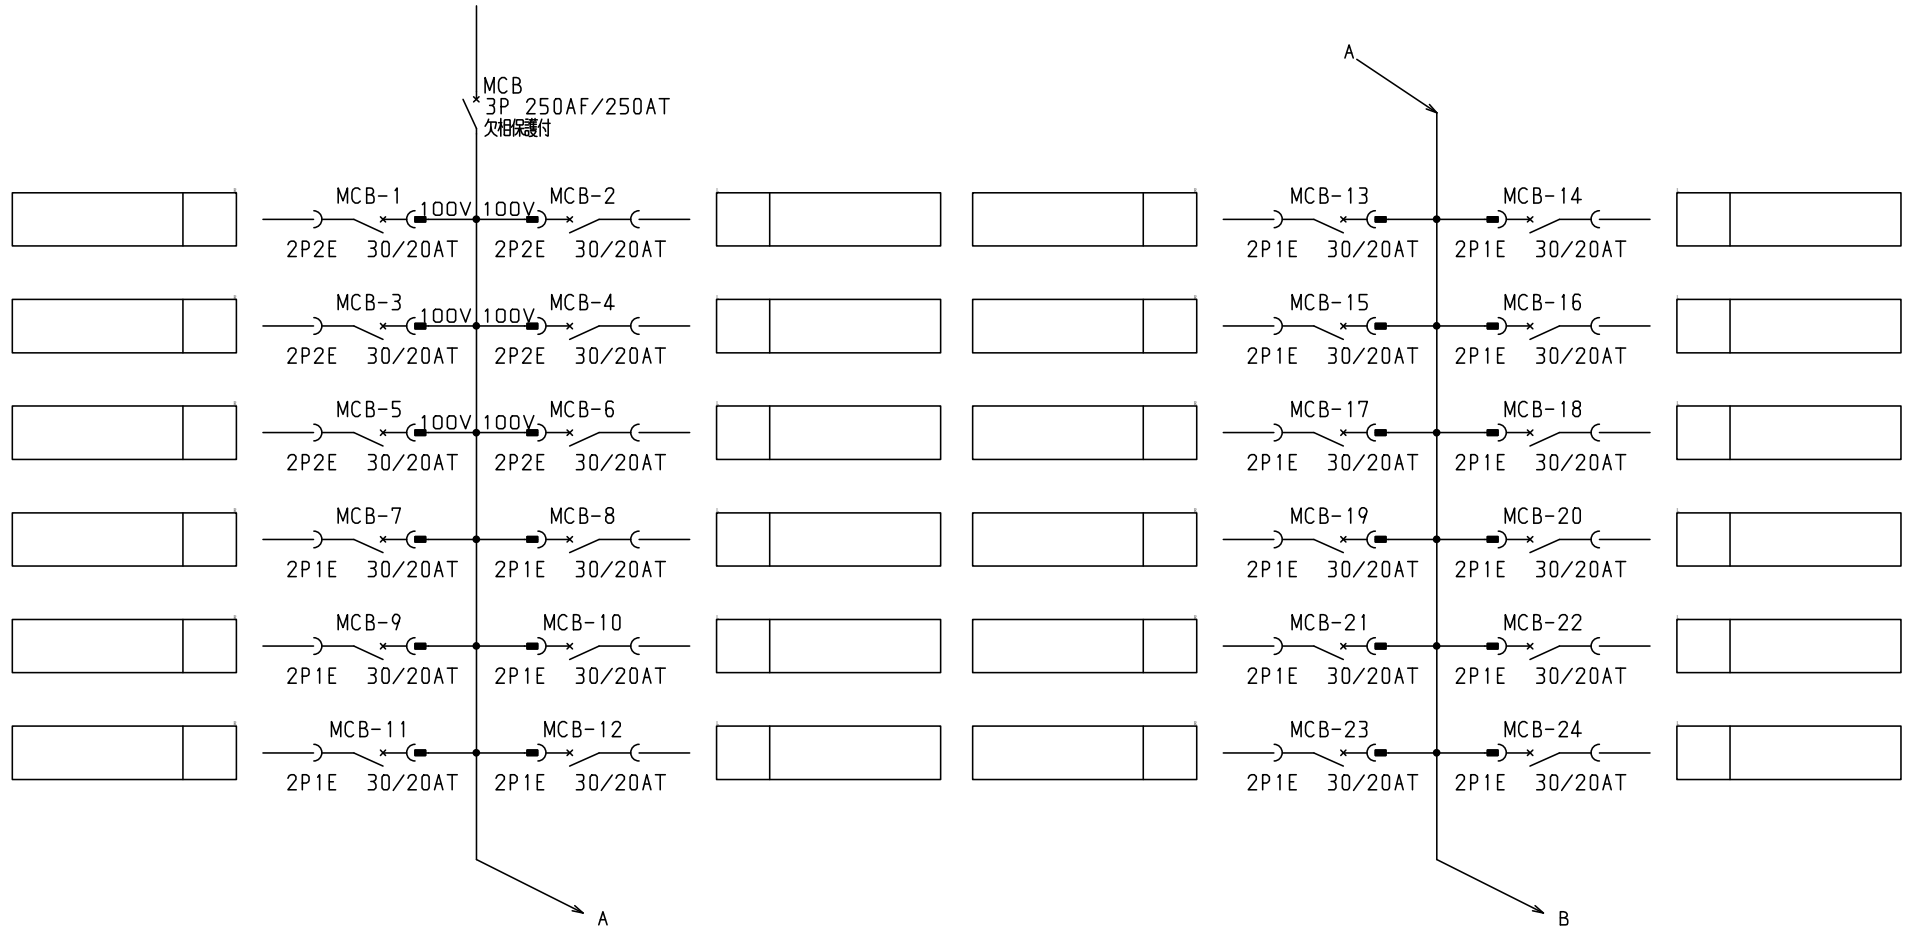 MCB
3P 250AF/250AT
欠相保護付
A
MCB-1 100V 100V MCB-2
2P2E 30/20AT 2P2E 30/20AT
MCB-13 MCB-14
2P1E 30/20AT 2P1E 30/20AT
MCB-3 100V 100V MCB-4
2P2E 30/20AT 2P2E 30/20AT
MCB-15 MCB-16
2P1E 30/20AT 2P1E 30/20AT
MCB-5 100V 100V MCB-6
2P2E 30/20AT 2P2E 30/20AT
MCB-17 MCB-18
2P1E 30/20AT 2P1E 30/20AT
MCB-7 MCB-8
2P1E 30/20AT 2P1E 30/20AT
MCB-19 MCB-20
2P1E 30/20AT 2P1E 30/20AT
MCB-9 MCB-10
2P1E 30/20AT 2P1E 30/20AT
MCB-21 MCB-22
2P1E 30/20AT 2P1E 30/20AT
MCB-11 MCB-12
2P1E 30/20AT 2P1E 30/20AT
MCB-23 MCB-24
2P1E 30/20AT 2P1E 30/20AT
A
B